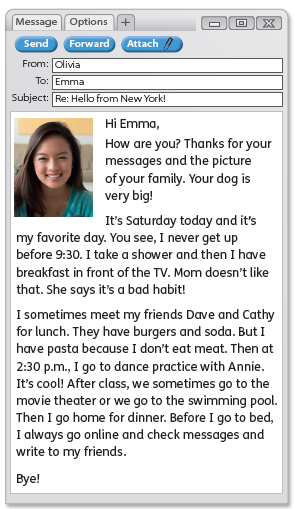 Message Options +
Send Forward Attach
From: Olivia
To: Emma
Subject: Re: Hello from New York!
Hi Emma,
How are you? Thanks for your
messages and the picture
of your family. Your dog is
very big!
It's Saturday today and it's
my favorite day. You see, I never get up
before 9:30. I take a shower and then I have
breakfast in front of the TV. Mom doesn't like
that. She says it's a bad habit!
I sometimes meet my friends Dave and Cathy
for lunch. They have burgers and soda. But I
have pasta because I don't eat meat. Then at
2:30 p.m., I go to dance practice with Annie.
It's cool! After class, we sometimes go to the
movie theater or we go to the swimming pool.
Then I go home for dinner. Before I go to bed,
I always go online and check messages and
write to my friends.
Bye!